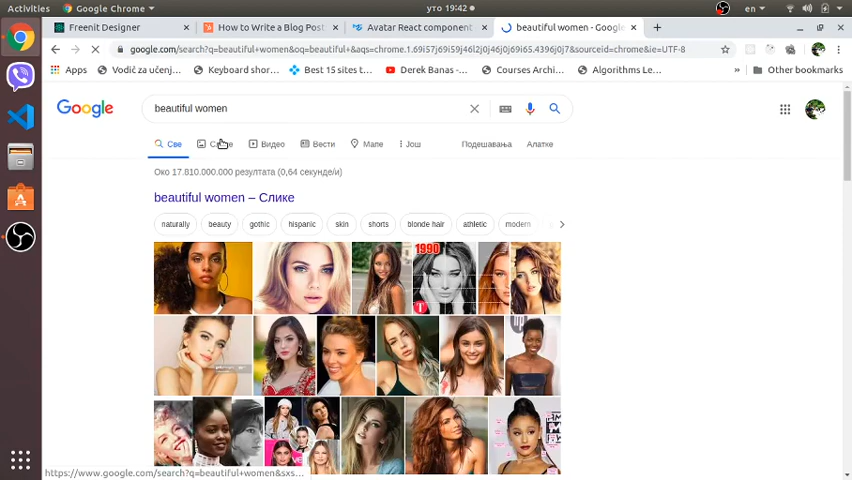 Activities
Google Chrome
уто 19:42
en
Freenit Designer
How to Write a Blog Post
Avatar React component
beautiful women - Google
google.com/search?q=beautiful+women&oq=beautiful+&aqs=chrome.1.69i57j69i59j46l2j0j46j0j69i65.4396j0j7&sourceid=chrome&ie=UTF-8
Apps
Vodič za učenj...
Keyboard shor...
Best 15 sites t...
Derek Banas -...
Courses Archi...
Algorithms Le...
»
Other bookmarks
Google
beautiful women
Све
Видео
Вести
Мапе
Још
Подешавања
Алатке
Око 17.810.000.000 резултата (0,64 секунде/и)
beautiful women – Слике
naturally
beauty
gothic
hispanic
skin
shorts
blonde hair
athletic
modern
1990
T
https://www.google.com/search?q=beautiful+women&sxs...